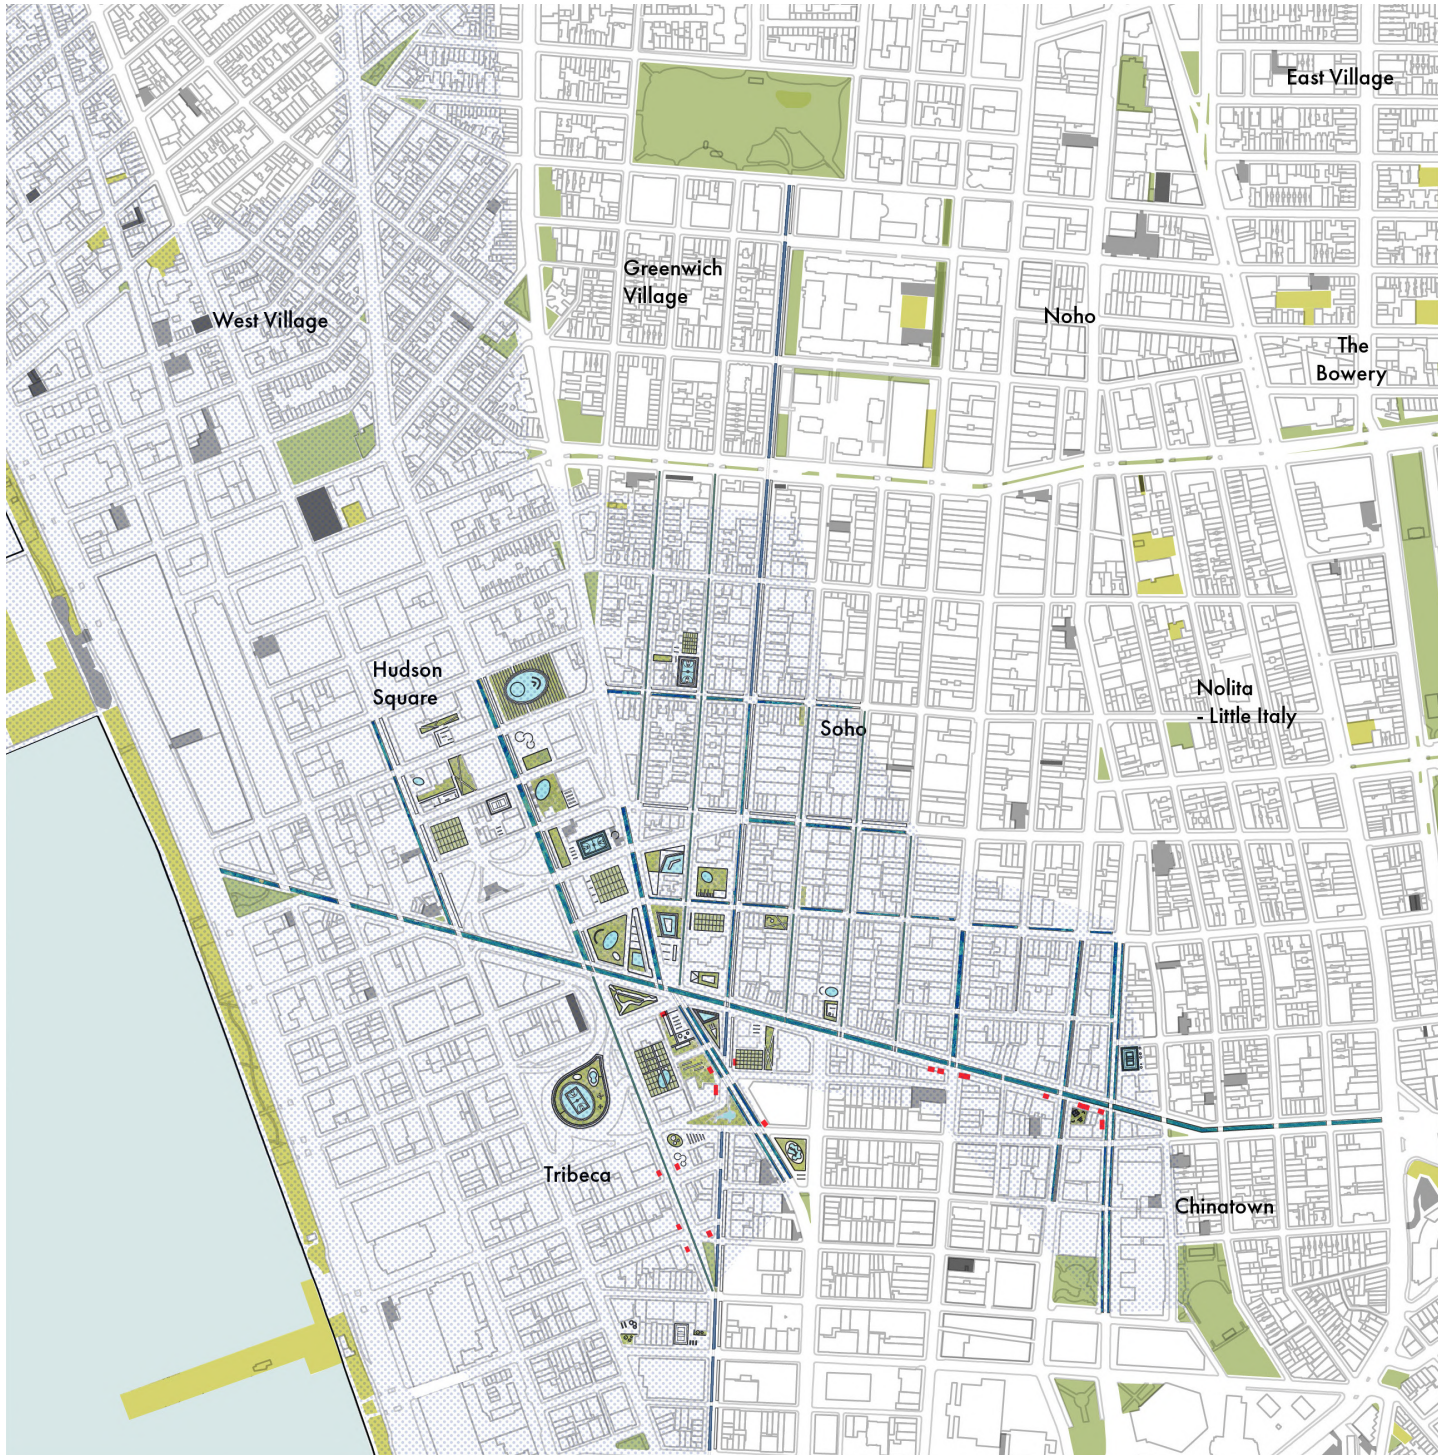 East Village
Greenwich
Village
West Village
Noho
The
Bowery
Hudson
Square
Nolita
- Little Italy
Soho
Tribeca
Chinatown